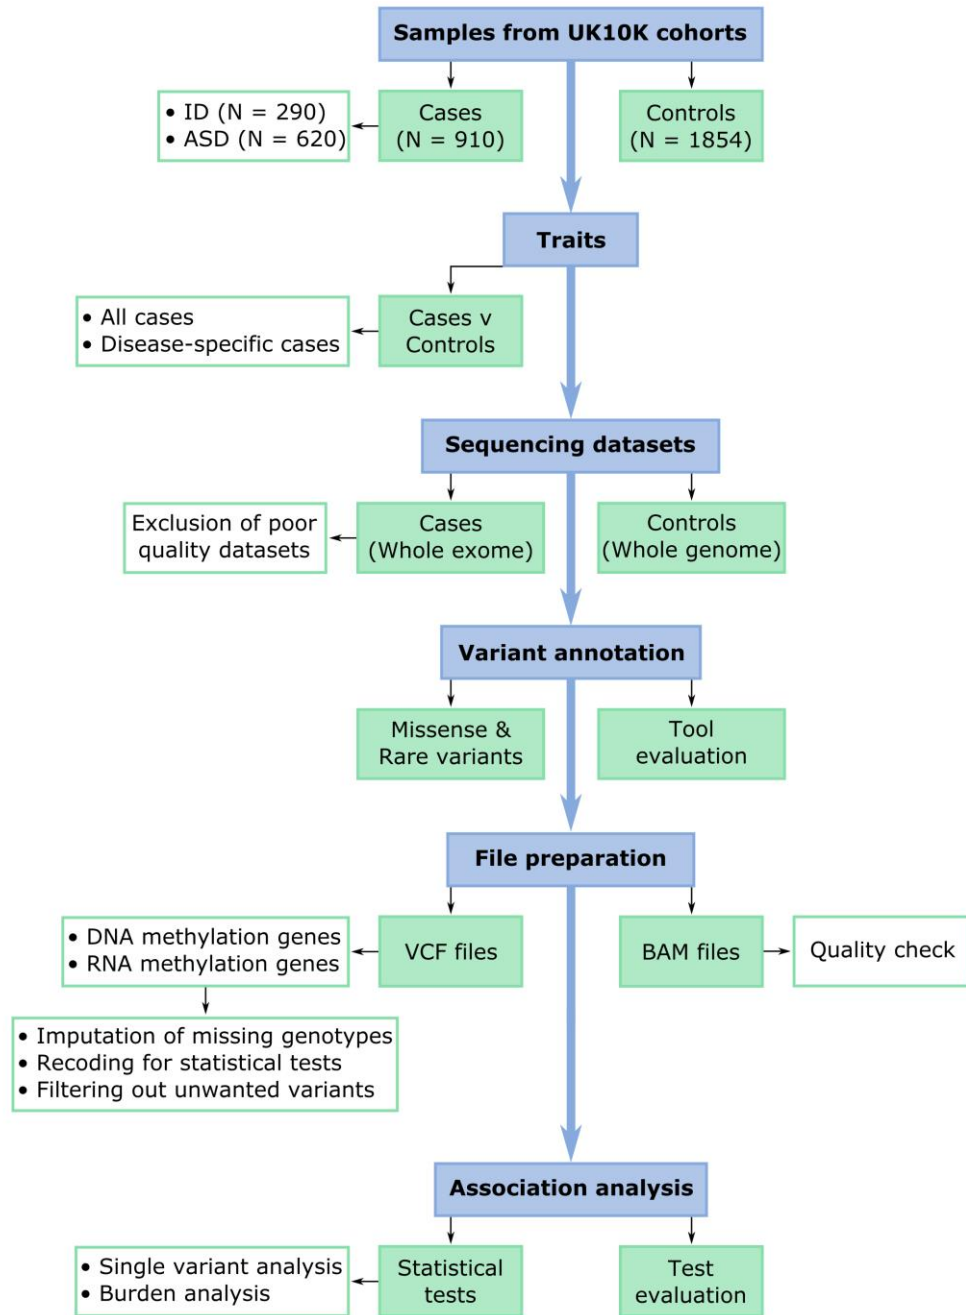 Samples from UK10K cohorts
• ID (N = 290)
• ASD (N = 620)
Cases
(N = 910)
Controls
(N = 1854)
Traits
• All cases
• Disease-specific cases
Cases v
Controls
Sequencing datasets
Exclusion of poor
quality datasets
Cases
(Whole exome)
Controls
(Whole genome)
Variant annotation
Missense &
Rare variants
Tool
evaluation
File preparation
• DNA methylation genes
• RNA methylation genes
VCF files
BAM files
Quality check
• Imputation of missing genotypes
• Recoding for statistical tests
• Filtering out unwanted variants
Association analysis
• Single variant analysis
• Burden analysis
Statistical
tests
Test
evaluation